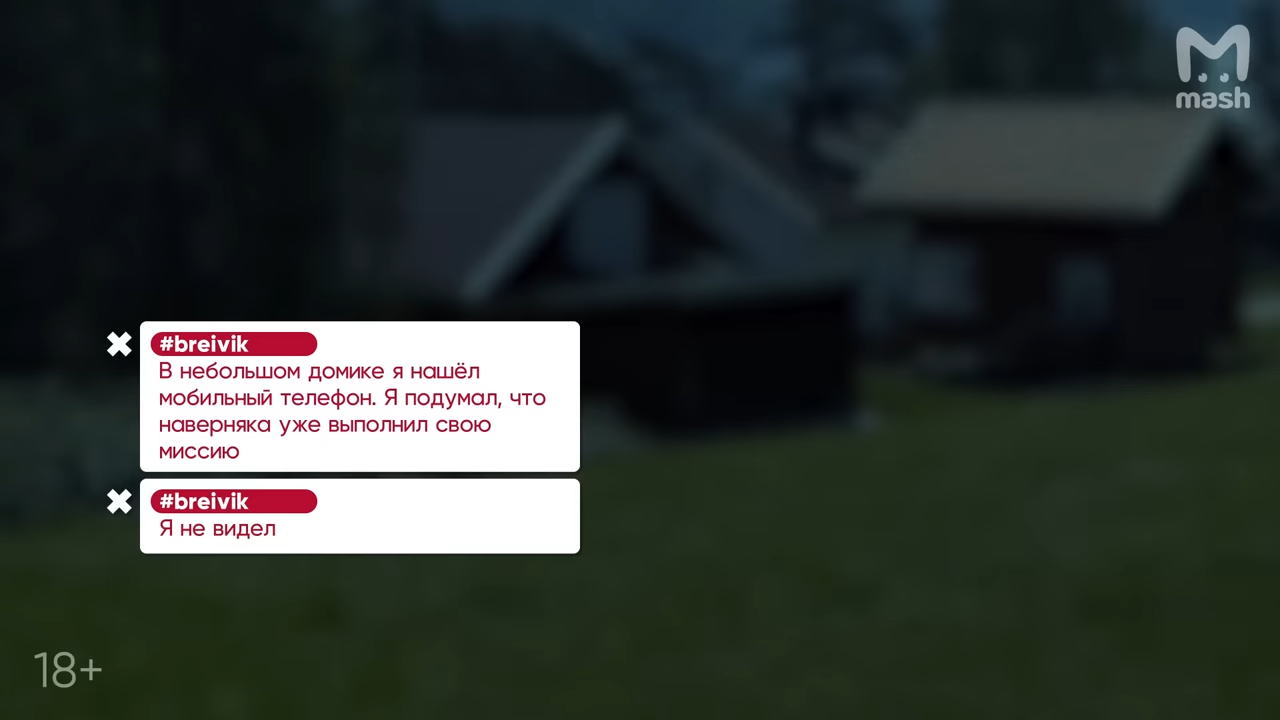 mash
#breivik
В небольшом домике я нашёл
мобильный телефон. Я подумал, что
наверняка уже выполнил свою
миссию
#breivik
Я не видел
18+